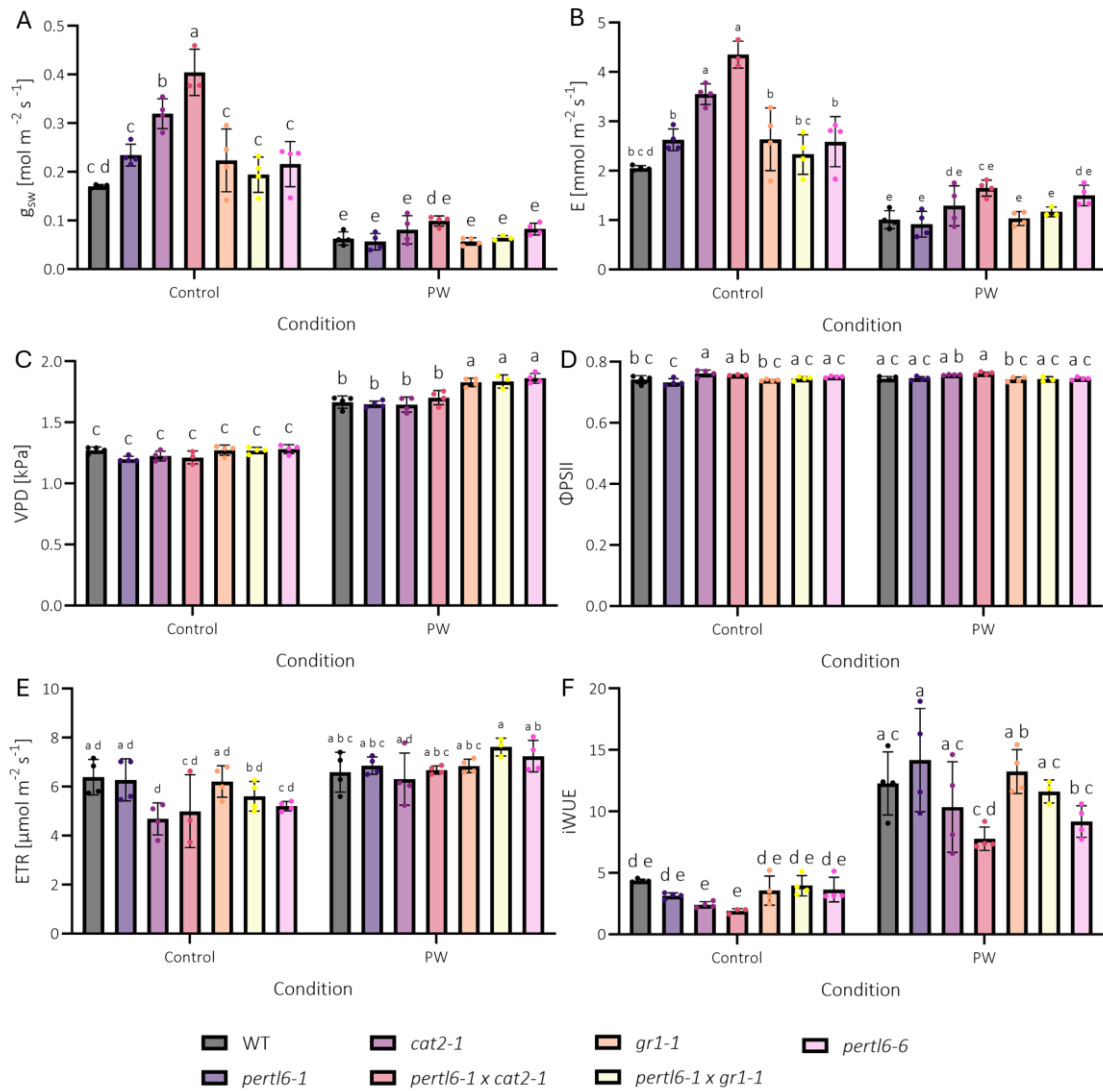 A
gsw [mol m⁻² s⁻¹]
0.5
0.4
0.3
0.2
0.1
0.0
c d
c
b
a
c
c
c
e
e
e
d e
e
e
e
Control
PW
Condition
B
E [mmol m⁻² s⁻¹]
5
4
3
2
1
0
b c d
b
a
a
b
b c
b
e
e
d e
c e
e
e
d e
Control
PW
Condition
C
VPD [kPa]
2.0
1.5
1.0
0.5
0.0
c
c
c
c
c
c
c
b
b
b
b
a
a
a
Control
PW
Condition
D
ΦPSII
0.8
0.6
0.4
0.2
0.0
b c
c
a
a b
b c
a c
a c
a c
a c
a b
a
b c
a c
a c
Control
PW
Condition
E
ETR [µmol m⁻² s⁻¹]
10
8
6
4
2
0
a d
a d
d
c d
a d
b d
c d
a b c
a b c
a b c
a b c
a b c
a
a b
Control
PW
Condition
F
iWUE
20
15
10
5
0
d e
d e
e
e
d e
d e
d e
a c
a
a c
c d
a b
a c
b c
Control
PW
Condition
WT
cat2-1
gr1-1
pertl6-6
pertl6-1
pertl6-1 x cat2-1
pertl6-1 x gr1-1